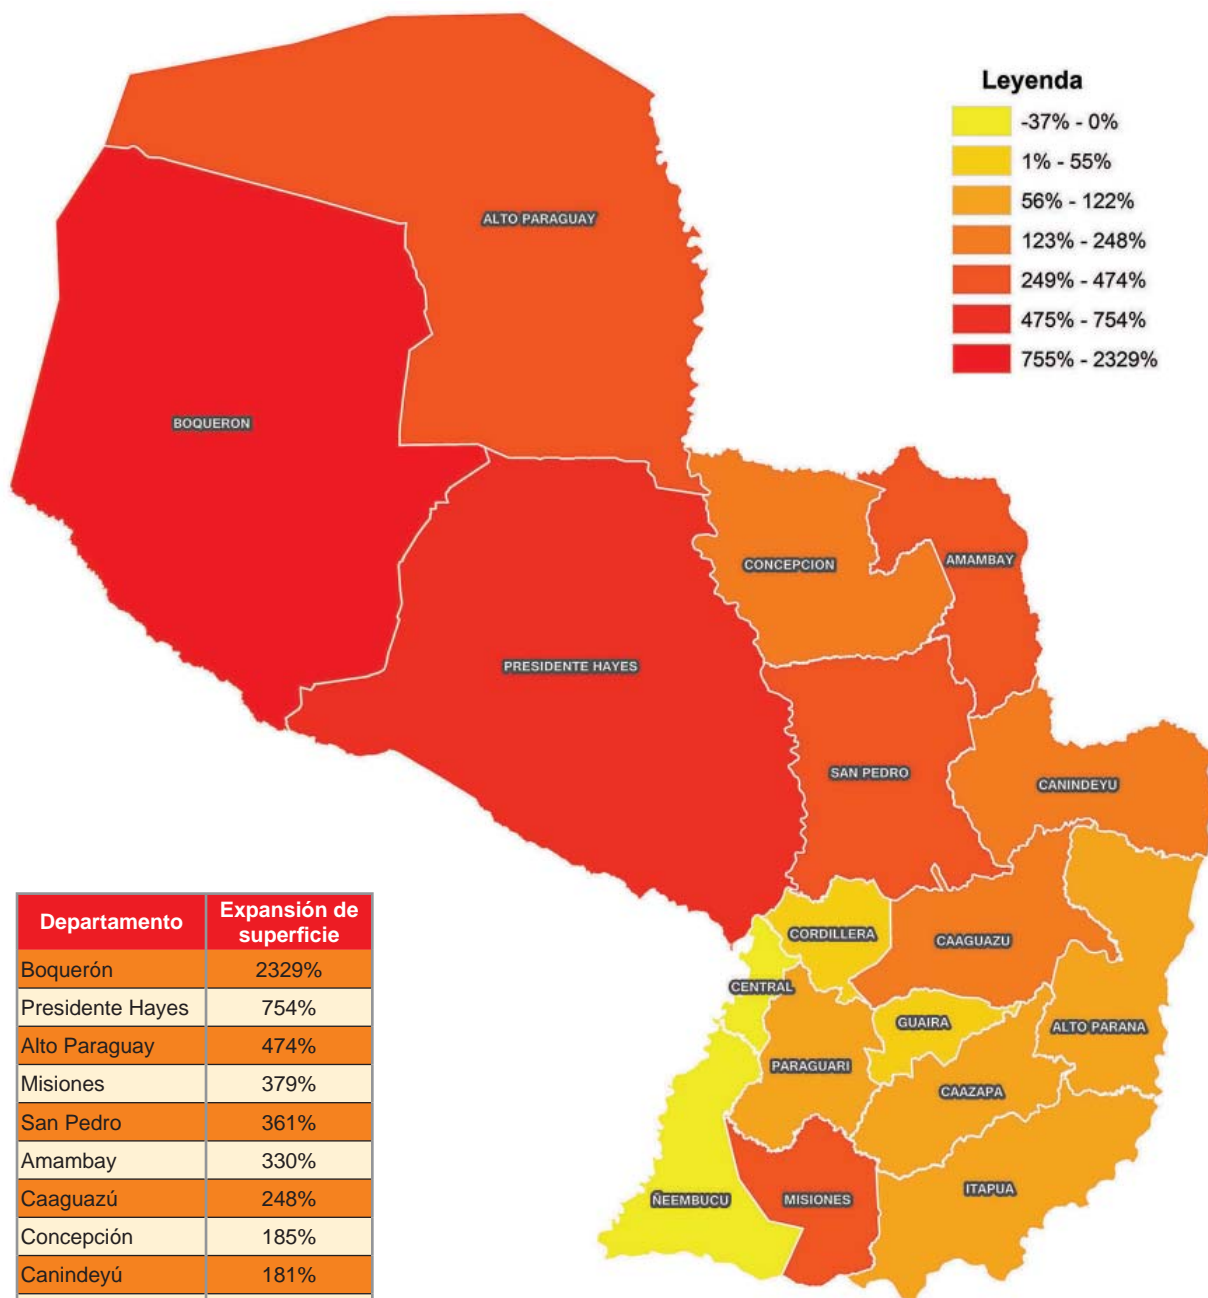 Leyenda
-37% - 0%
1% - 55%
56% - 122%
123% - 248%
249% - 474%
475% - 754%
755% - 2329%
ALTO PARAGUAY
BOQUERON
CONCEPCION
AMAMBAY
PRESIDENTE HAYES
SAN PEDRO
CANINDEYU
CORDILLERA
CAAGUAZU
CENTRAL
GUAIRA
ALTO PARANA
PARAGUARI
CAAZAPA
ÑEEMBUCU
MISIONES
ITAPUA
Departamento Expansión de
superficie
Boquerón 2329%
Presidente Hayes 754%
Alto Paraguay 474%
Misiones 379%
San Pedro 361%
Amambay 330%
Caaguazú 248%
Concepción 185%
Canindeyú 181%